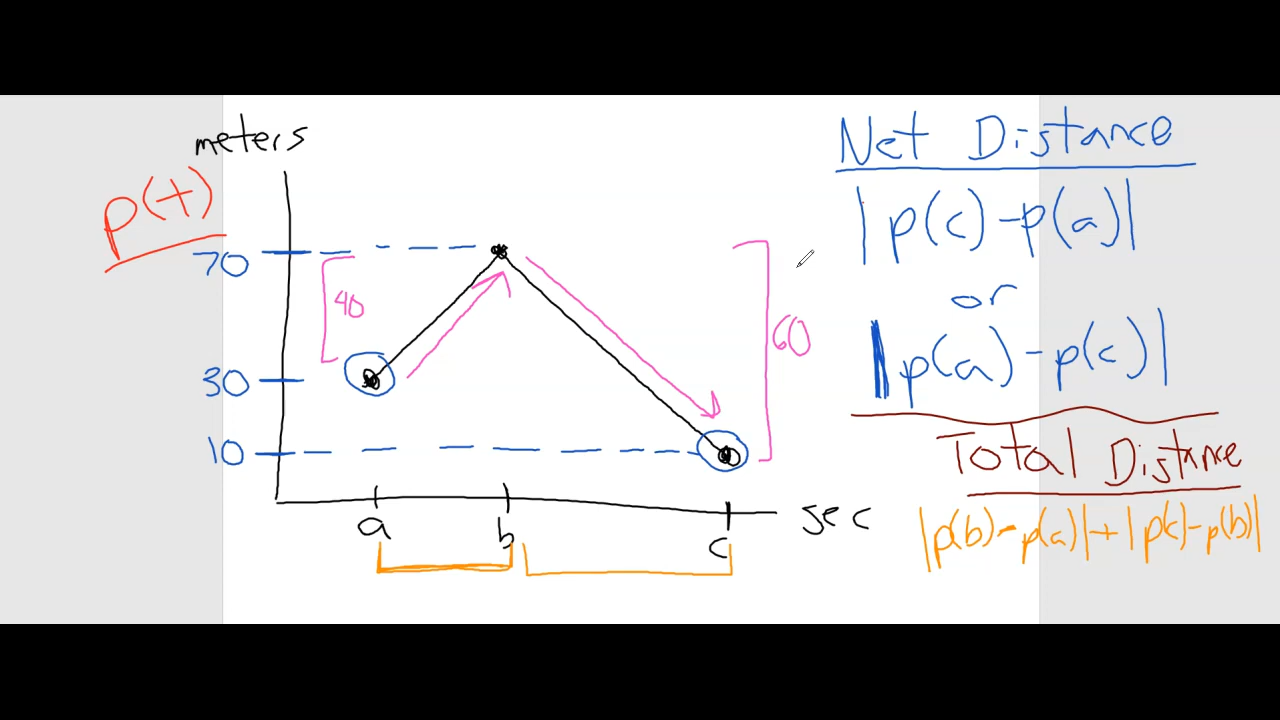 meters
p(t)
70
40
30
10
60
a
b
c
sec
Net Distance
|p(c)-p(a)|
or
|p(a)-p(c)|
Total Distance
|p(b)-p(a)|+|p(c)-p(b)|